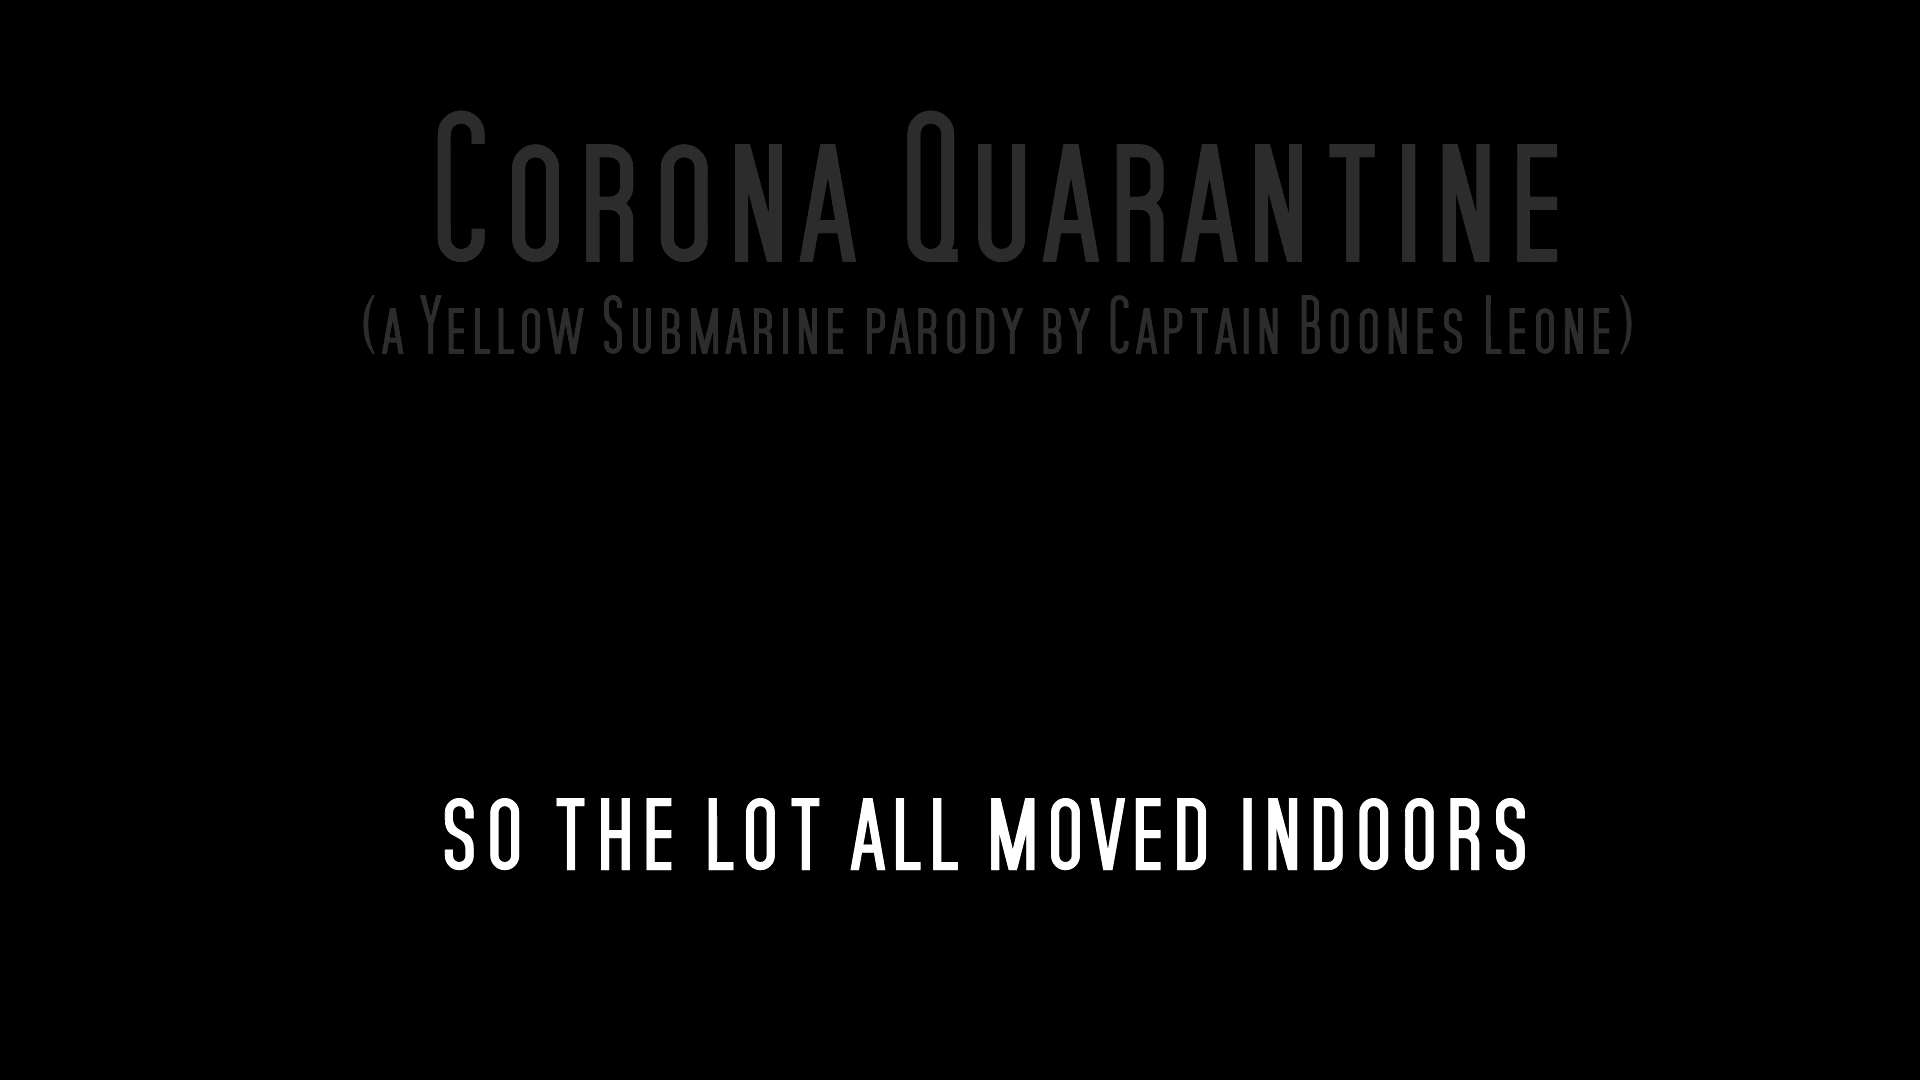 Corona Quarantine
(a Yellow Submarine parody by Captain Boones Leone)
SO THE LOT ALL MOVED INDOORS